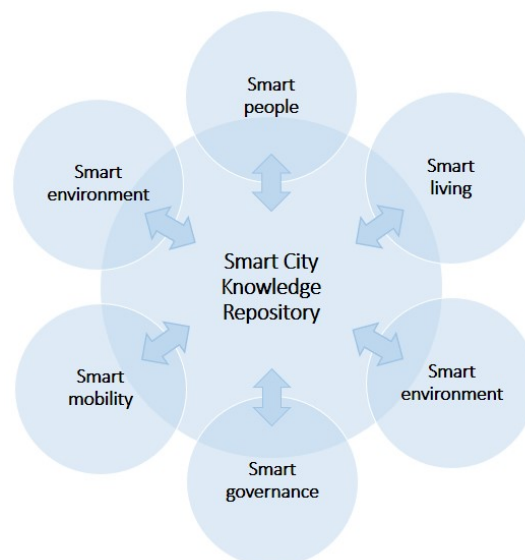 Smart
people
Smart
living
Smart
environment
Smart City
Knowledge
Repository
Smart
environment
Smart
mobility
Smart
governance